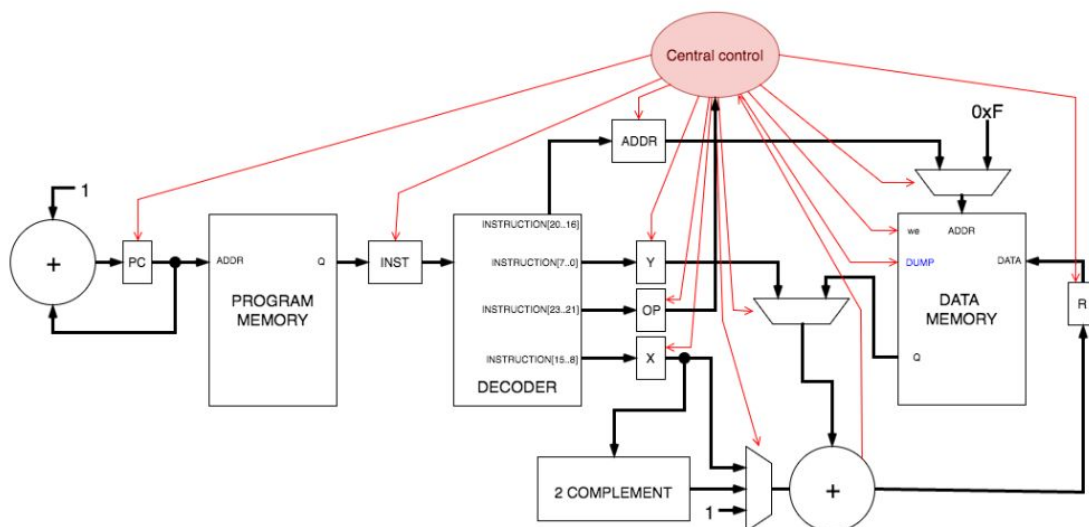 Central control
0xF
ADDR
1
INSTRUCTION[20..16]
we
ADDR
ADDR
Q
INSTRUCTION[7..0]
DUMP
DATA
PC
INST
Y
PROGRAM
MEMORY
INSTRUCTION[23..21]
OP
DATA
MEMORY
R
+
INSTRUCTION[15..8]
X
Q
DECODER
2 COMPLEMENT
1
+